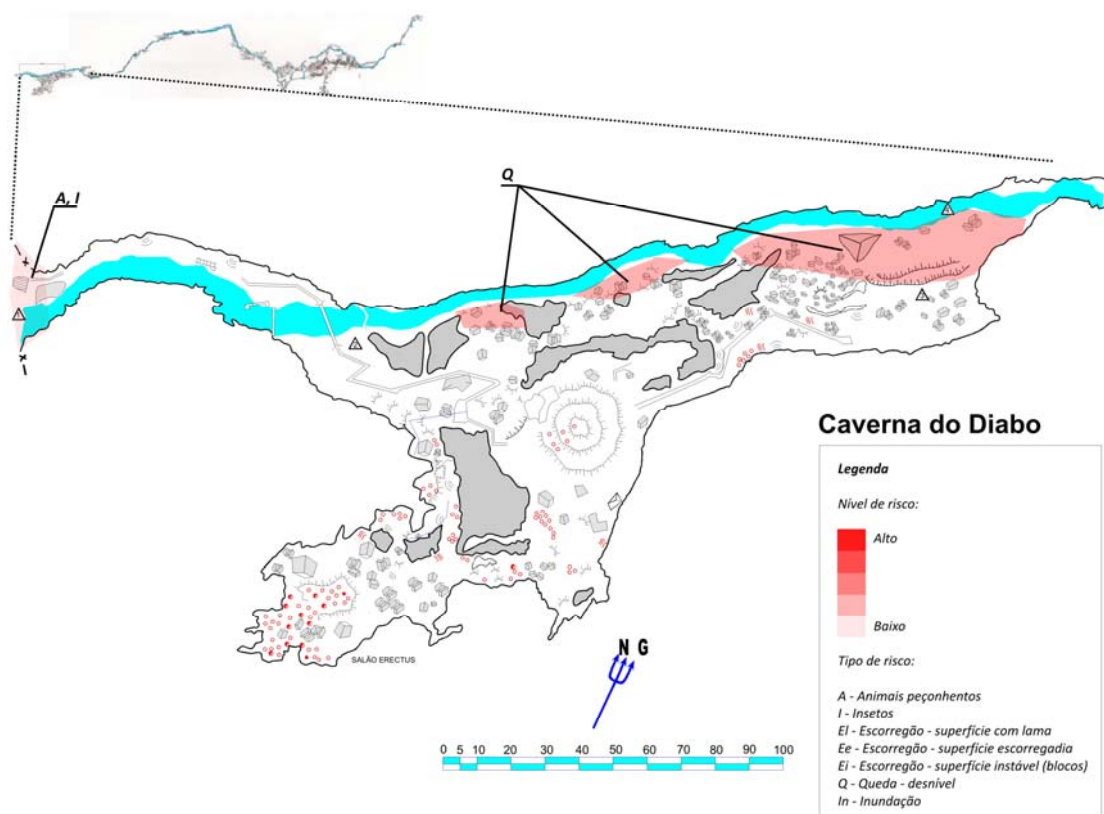 Q
A, I
Caverna do Diabo
Legenda
Nível de risco:
Alto
Baixo
Tipo de risco:
A - Animais peçonhentos
I - Insetos
El - Escorregão - superfície com lama
Ee - Escorregão - superfície escorregadia
Ei - Escorregão - superfície instável (blocos)
Q - Queda - desnível
In - Inundação
SALÃO ERECTUS
N G
0 5 10 20 30 40 50 60 70 80 90 100